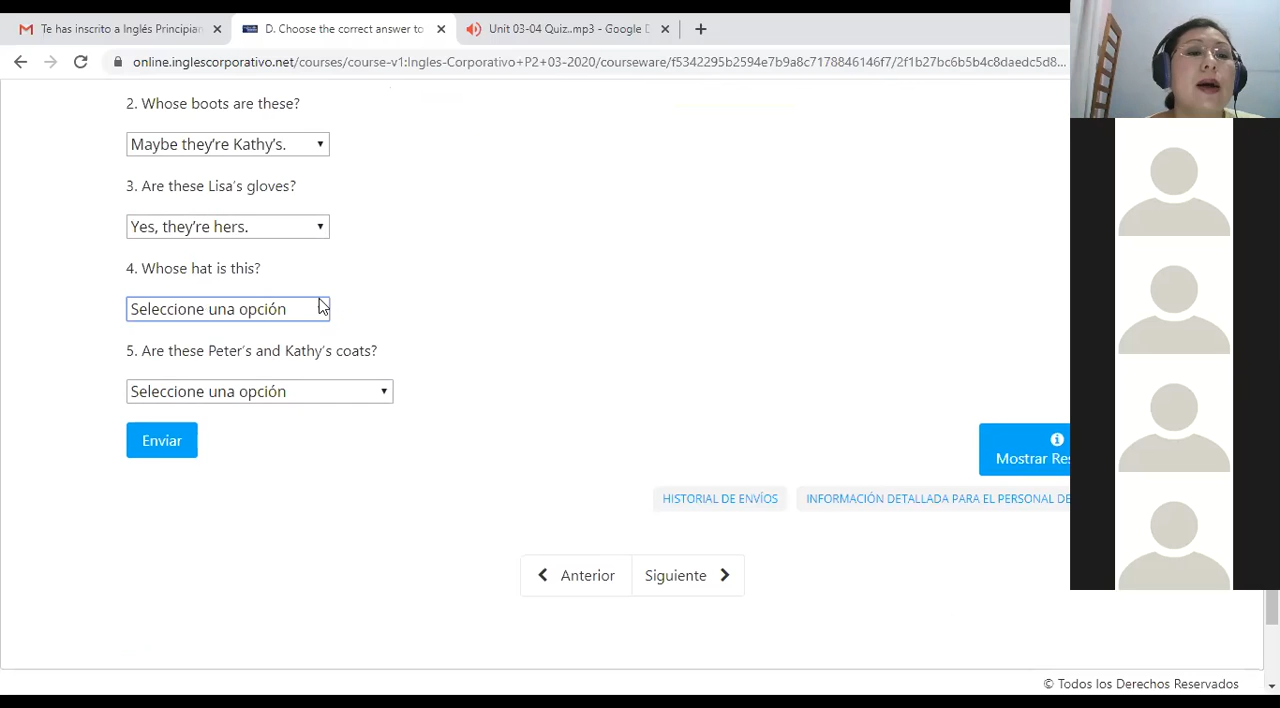 Te has inscrito a Inglés Principian
D. Choose the correct answer to
Unit 03-04 Quiz..mp3 - Google D
online.inglescorporativo.net/courses/course-v1:Ingles-Corporativo+P2+03-2020/courseware/f5342295b2594e7b9a8c7178846146f7/2f1b27bc6b5b4c8daedc5d8...
2. Whose boots are these?
Maybe they're Kathy's.
3. Are these Lisa's gloves?
Yes, they're hers.
4. Whose hat is this?
Seleccione una opción
5. Are these Peter's and Kathy's coats?
Seleccione una opción
Enviar
Mostrar Res
HISTORIAL DE ENVÍOS
INFORMACIÓN DETALLADA PARA EL PERSONAL DE
Anterior
Siguiente
© Todos los Derechos Reservados